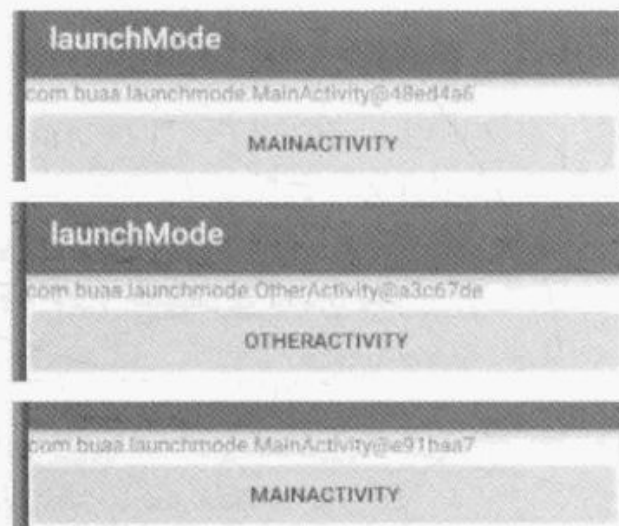 launchMode
com.buaa.launchmode.MainActivity@48ed4a6
MAINACTIVITY
launchMode
com.buaa.launchmode.OtherActivity@a3c67de
OTHERACTIVITY
com.buaa.launchmode.MainActivity@e91baa7
MAINACTIVITY